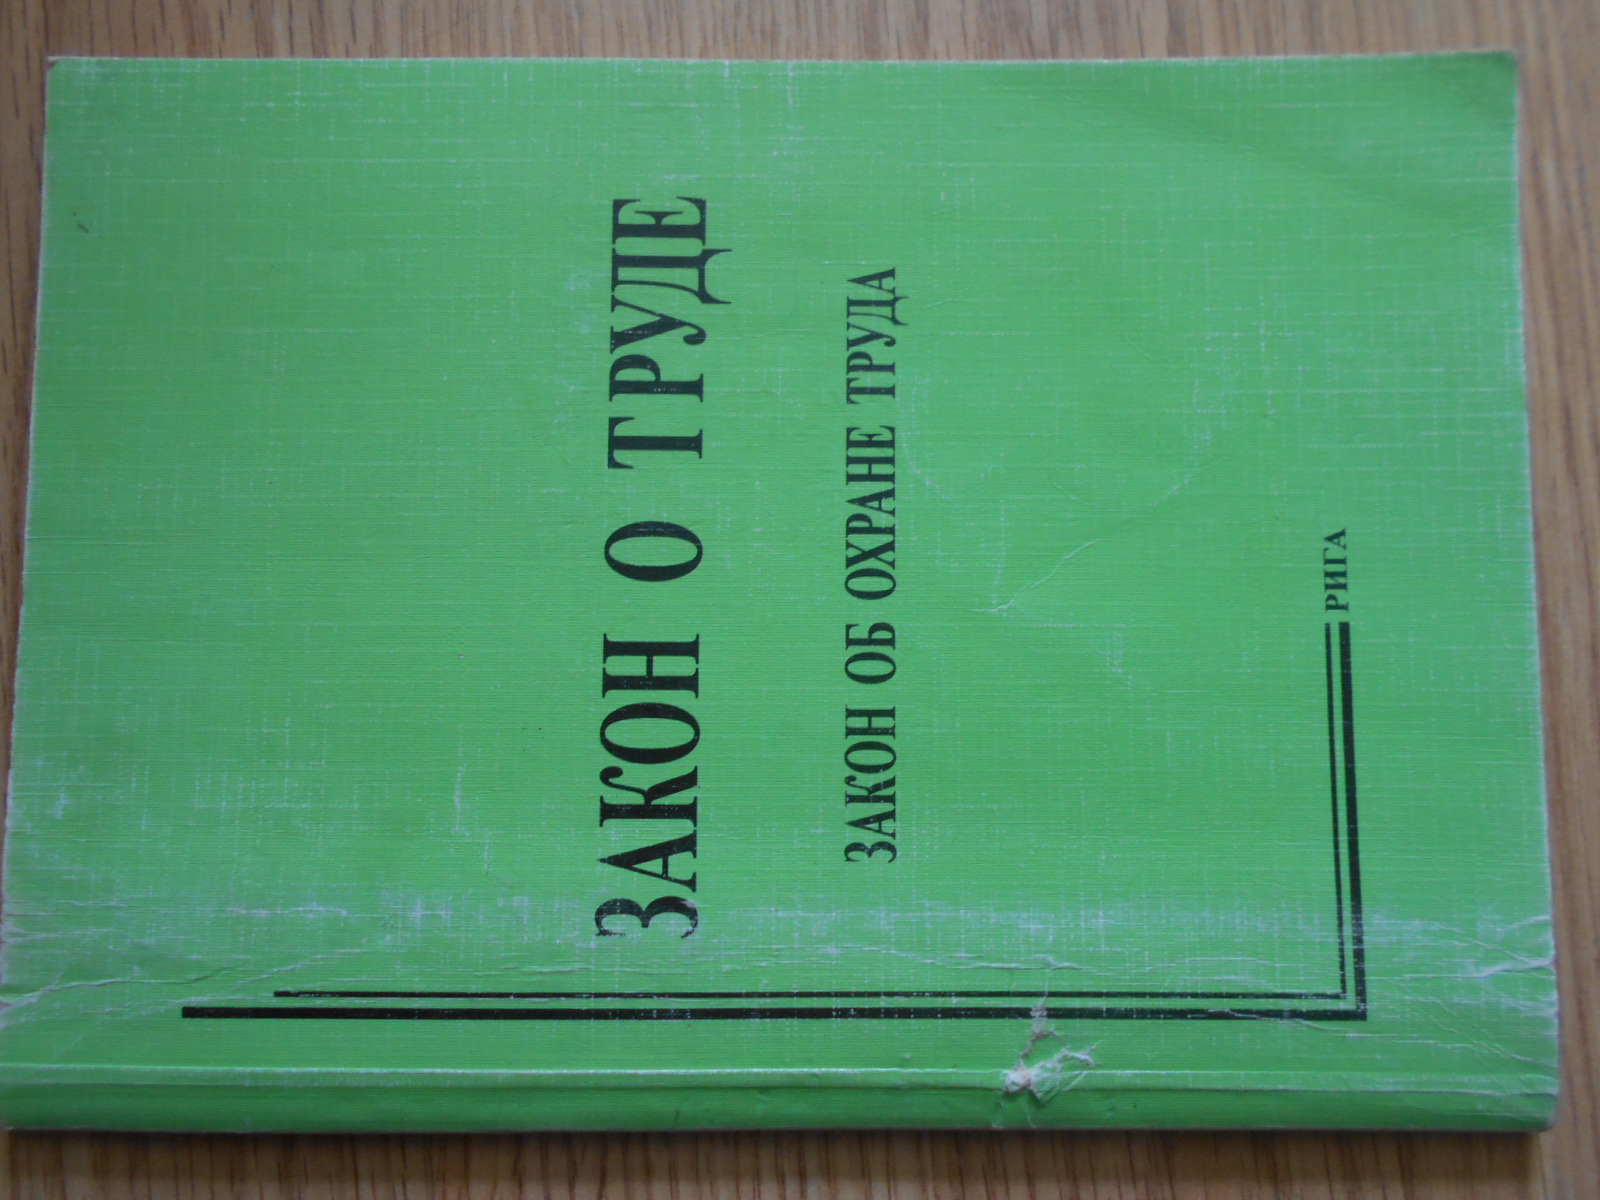 ЗАКОН О ТРУДЕ
ЗАКОН ОБ ОХРАНЕ ТРУДА
РИГА